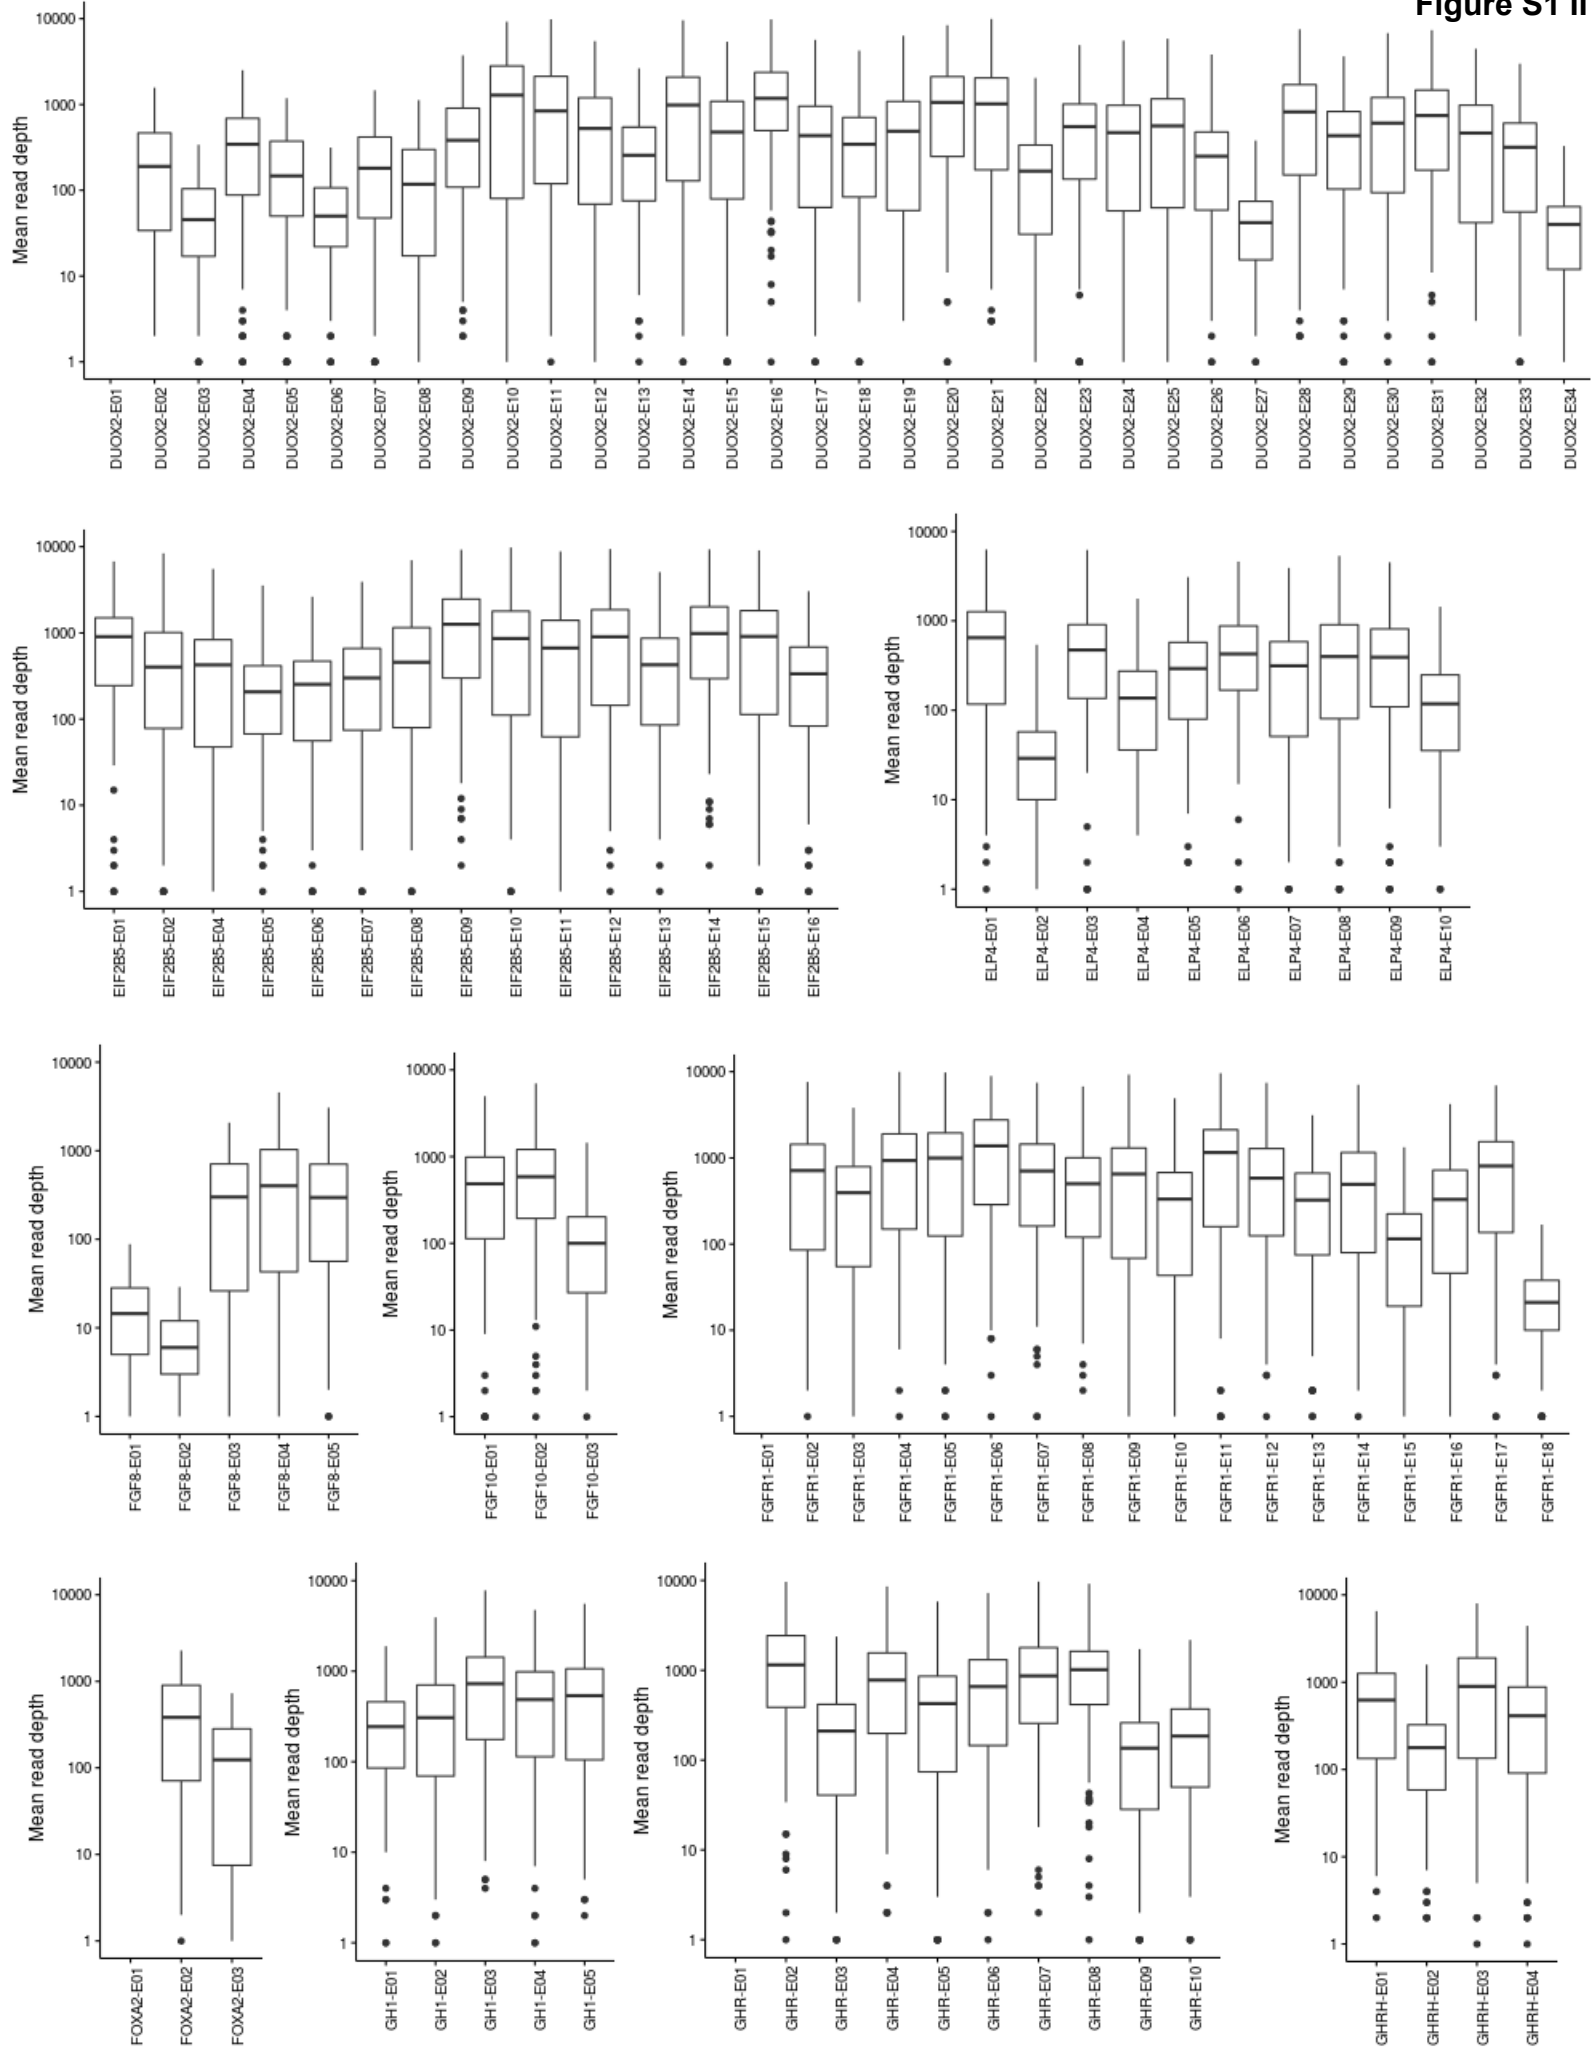 Figure S1 II
Mean read depth
10000
1000
100
10
1
DUOX2-E01
DUOX2-E02
DUOX2-E03
DUOX2-E04
DUOX2-E05
DUOX2-E06
DUOX2-E07
DUOX2-E08
DUOX2-E09
DUOX2-E10
DUOX2-E11
DUOX2-E12
DUOX2-E13
DUOX2-E14
DUOX2-E15
DUOX2-E16
DUOX2-E17
DUOX2-E18
DUOX2-E19
DUOX2-E20
DUOX2-E21
DUOX2-E22
DUOX2-E23
DUOX2-E24
DUOX2-E25
DUOX2-E26
DUOX2-E27
DUOX2-E28
DUOX2-E29
DUOX2-E30
DUOX2-E31
DUOX2-E32
DUOX2-E33
DUOX2-E34
Mean read depth
10000
1000
100
10
1
EIF2B5-E01
EIF2B5-E02
EIF2B5-E04
EIF2B5-E05
EIF2B5-E06
EIF2B5-E07
EIF2B5-E08
EIF2B5-E09
EIF2B5-E10
EIF2B5-E11
EIF2B5-E12
EIF2B5-E13
EIF2B5-E14
EIF2B5-E15
EIF2B5-E16
Mean read depth
10000
1000
100
10
1
ELP4-E01
ELP4-E02
ELP4-E03
ELP4-E04
ELP4-E05
ELP4-E06
ELP4-E07
ELP4-E08
ELP4-E09
ELP4-E10
Mean read depth
10000
1000
100
10
1
FGF8-E01
FGF8-E02
FGF8-E03
FGF8-E04
FGF8-E05
Mean read depth
10000
1000
100
10
1
FGF10-E01
FGF10-E02
FGF10-E03
Mean read depth
10000
1000
100
10
1
FGFR1-E01
FGFR1-E02
FGFR1-E03
FGFR1-E04
FGFR1-E05
FGFR1-E06
FGFR1-E07
FGFR1-E08
FGFR1-E09
FGFR1-E10
FGFR1-E11
FGFR1-E12
FGFR1-E13
FGFR1-E14
FGFR1-E15
FGFR1-E16
FGFR1-E17
FGFR1-E18
Mean read depth
10000
1000
100
10
1
FOXA2-E01
FOXA2-E02
FOXA2-E03
Mean read depth
10000
1000
100
10
1
GH1-E01
GH1-E02
GH1-E03
GH1-E04
GH1-E05
Mean read depth
10000
1000
100
10
1
GHR-E01
GHR-E02
GHR-E03
GHR-E04
GHR-E05
GHR-E06
GHR-E07
GHR-E08
GHR-E09
GHR-E10
Mean read depth
10000
1000
100
10
1
GHRH-E01
GHRH-E02
GHRH-E03
GHRH-E04